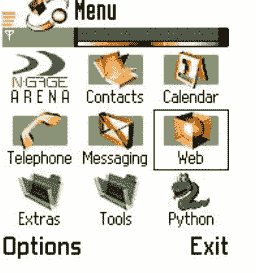 Menu
N·GAGE
ARENA Contacts Calendar
Telephone Messaging Web
Extras Tools Python
Options Exit